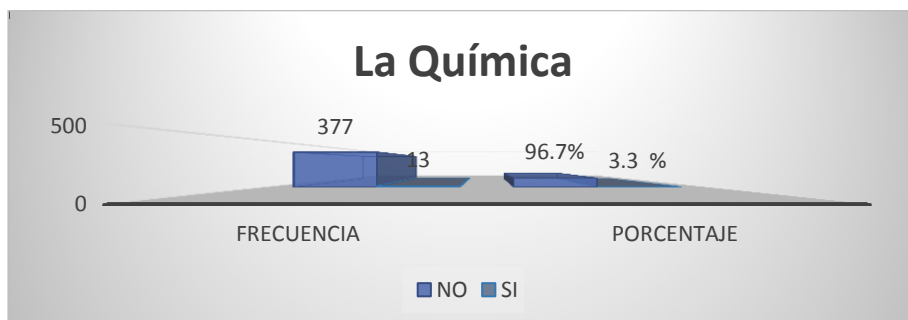 La Química
500
377
13
96.7%
3.3 %
0
FRECUENCIA
PORCENTAJE
NO
SI